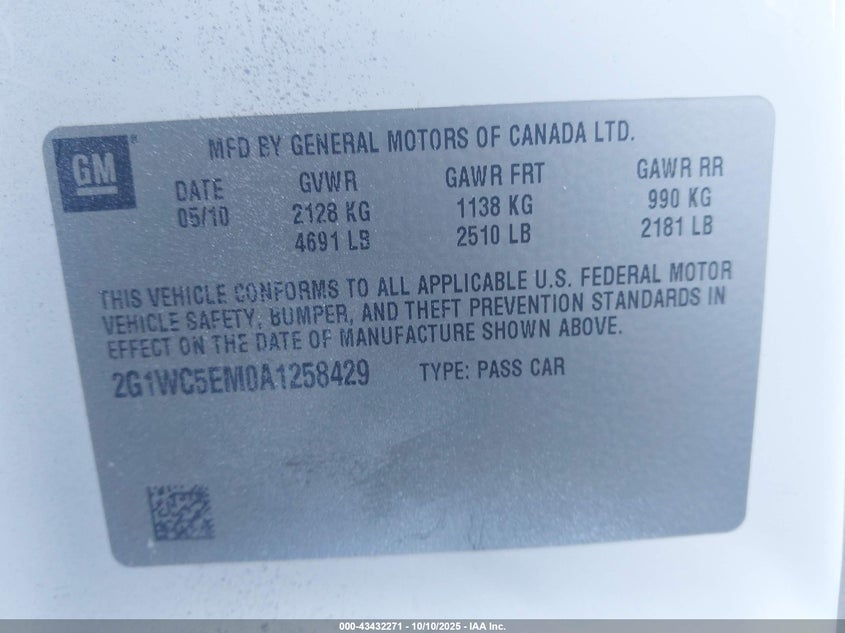 GM
MFD BY GENERAL MOTORS OF CANADA LTD.
DATE GVWR GAWR FRT GAWR RR
05/10 2128 KG 1138 KG 990 KG
4691 LB 2510 LB 2181 LB
THIS VEHICLE CONFORMS TO ALL APPLICABLE U.S. FEDERAL MOTOR
VEHICLE SAFETY, BUMPER, AND THEFT PREVENTION STANDARDS IN
EFFECT ON THE DATE OF MANUFACTURE SHOWN ABOVE.
2G1WC5EM0A1258429 TYPE: PASS CAR
000-43432271 - 10/10/2025 - IAA Inc.